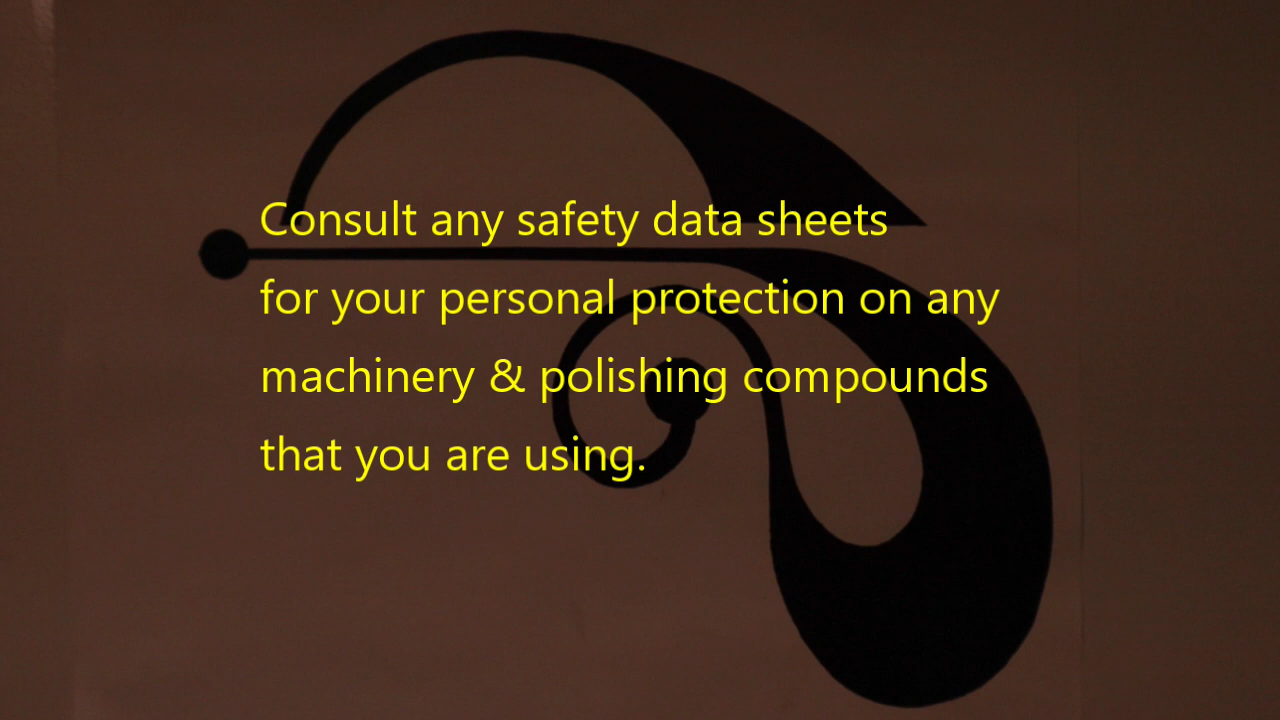 Consult any safety data sheets
for your personal protection on any
machinery & polishing compounds
that you are using.